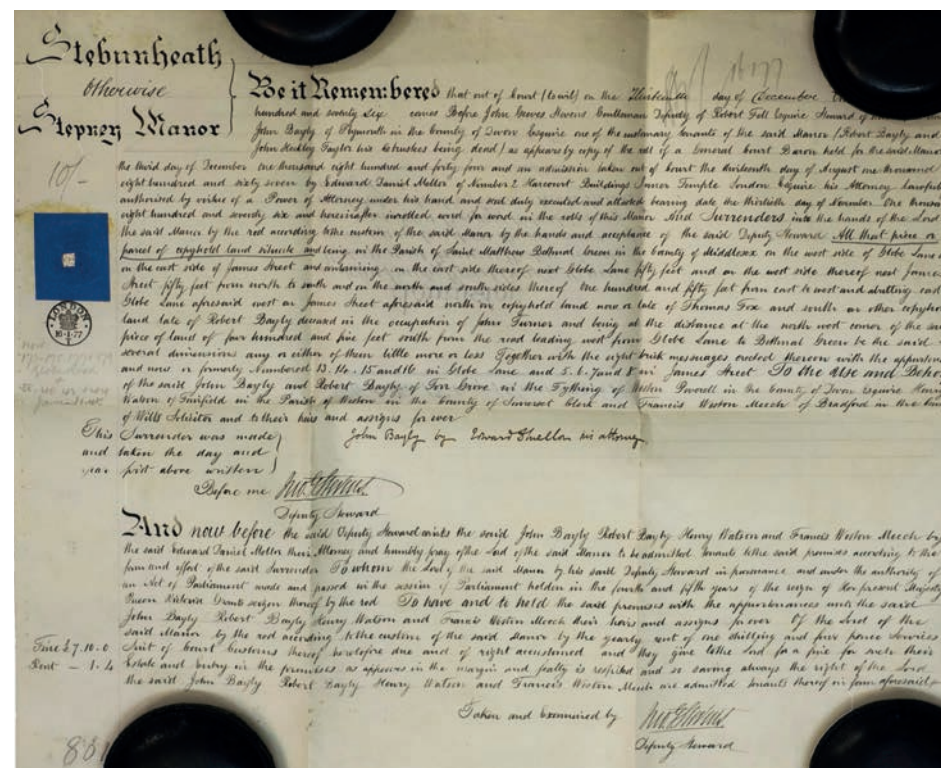 Stebunheath
otherwise
Stepney Manor
Be it Remembered that out of Court (to wit) on the Thirteenth day of December
hundred and seventy six comes Before John Stevens Gentleman Deputy of Robert Esquire Steward of
John Bayly of Plymouth in the County of Devon Esquire one of the customary tenants of the said Manor (Robert Bayly and
John Taylor his Cotrustees being dead) as appears by copy of the roll of a General Court Baron held for the said Manor
10/-
the third day of December one thousand eight hundred and forty four and an admission taken out of Court the thirteenth day of August one thousand
eight hundred and sixty seven by Edward Daniel Mellor of Number 2 Harcourt Buildings Inner Temple London Esquire his Attorney lawfully
authorised by virtue of a Power of Attorney under his hand and seal duly executed and attested bearing date the thirtieth day of November One thousand
eight hundred and seventy six and hereinafter inrolled word for word in the rolls of this Manor And Surrenders into the hands of the Lord
the said Manor by the rod according to the custom of the said Manor by the hands and acceptance of the said Deputy Steward All that piece or
parcel of copyhold land situate and being in the Parish of Saint Matthew Bethnal Green in the County of Middlesex on the west side of Globe Lane
on the east side of James Street and containing on the east side thereof next Globe Lane fifty feet and on the west side thereof next James
Street fifty feet from north to south and on the north and south sides thereof One hundred and fifty feet from east to west and abutting east
Globe Lane aforesaid west on James Street aforesaid north on copyhold land now or late of Thomas Fox and south on other copyhold
land late of Robert Bayly deceased in the occupation of John Turner and being at the distance at the north west corner of the said
LONDON
16-1-77
piece of land of four hundred and five feet south from the road leading west from Globe Lane to Bethnal Green be the said
several dimensions any or either of them little more or less Together with the eight brick messuages erected thereon with the appurtenances
and now or formerly Numbered 13. 14. 15 and 16 in Globe Lane and 5. 6. 7 and 8 in James Street To the Use and Behoof
of the said John Bayly and Robert Bayly of Torr Grove in the Tything of Weston Peverell in the County of Devon Esquire Henry
Watson of Fairfield in the Parish of Weston in the County of Somerset Clerk and Francis Weston Meech of Bradford in the County
of Wilts Solicitor and to their heirs and assigns for ever
This Surrender was made
and taken the day and
year first above written
John Bayly by Edward his attorney
Before me Jno G Stevens
Deputy Steward
And now before the said Deputy Steward comes the said John Bayly Robert Bayly Henry Watson and Francis Weston Meech by
the said Edward Daniel Mellor their Attorney and humbly pray of the Lord of the said Manor to be admitted tenants to the said premises according to the
form and effect of the said Surrender To whom the Lord of the said Manor by his said Deputy Steward in pursuance and under the authority of
an Act of Parliament made and passed in the session of Parliament holden in the fourth and fifth years of the reign of Her present Majesty
Queen Victoria Grants seizin thereof by the rod To have and to hold the said premises with the appurtenances unto the said
John Bayly Robert Bayly Henry Watson and Francis Weston Meech their heirs and assigns for ever Of the Lord of the
said Manor by the rod according to the custom of the said Manor by the yearly rent of one shilling and four pence Services
Fine £7.10.0 Suit of Court Customs therefor heretofore due and of right accustomed and they give to the Lord for a fine for such their
Rent - 1.4 Estate and entry in the premises as appears in the margin and fealty is respited and so saving always the right of the Lord
the said John Bayly Robert Bayly Henry Watson and Francis Weston Meech are admitted tenants thereof in form aforesaid
Taken and Examined by Jno G Stevens
Deputy Steward